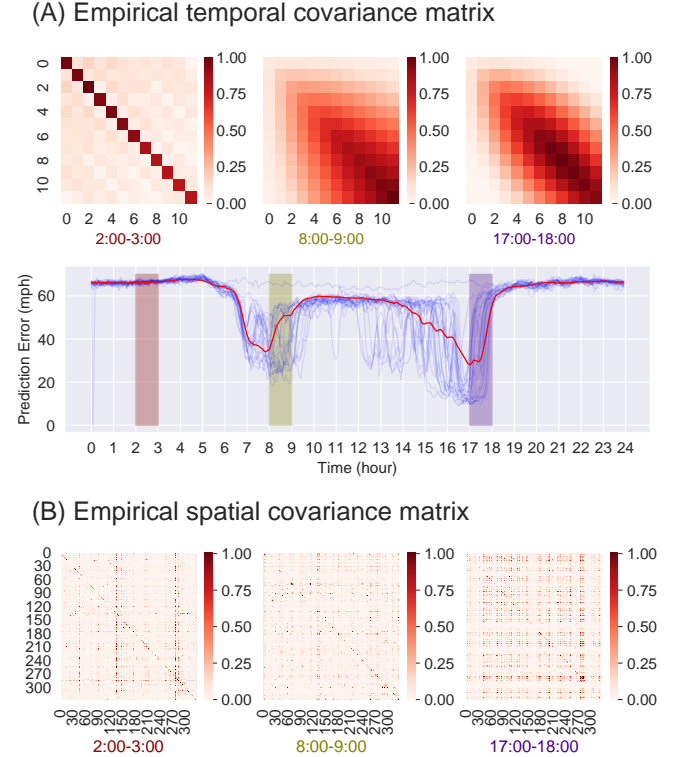 (A) Empirical temporal covariance matrix
0 2 4 6 8 10
0 2 4 6 8 10
2:00-3:00
1.00 0.75 0.50 0.25 0.00
0 2 4 6 8 10
8:00-9:00
1.00 0.75 0.50 0.25 0.00
0 2 4 6 8 10
17:00-18:00
1.00 0.75 0.50 0.25 0.00
Prediction Error (mph)
60
40
20
0
0 1 2 3 4 5 6 7 8 9 10 11 12 13 14 15 16 17 18 19 20 21 22 23 24
Time (hour)
(B) Empirical spatial covariance matrix
0 30 60 90 120 150 180 210 240 270 300
0 30 60 90 120 150 180 210 240 270 300
2:00-3:00
1.00 0.75 0.50 0.25 0.00
0 30 60 90 120 150 180 210 240 270 300
8:00-9:00
1.00 0.75 0.50 0.25 0.00
0 30 60 90 120 150 180 210 240 270 300
17:00-18:00
1.00 0.75 0.50 0.25 0.00